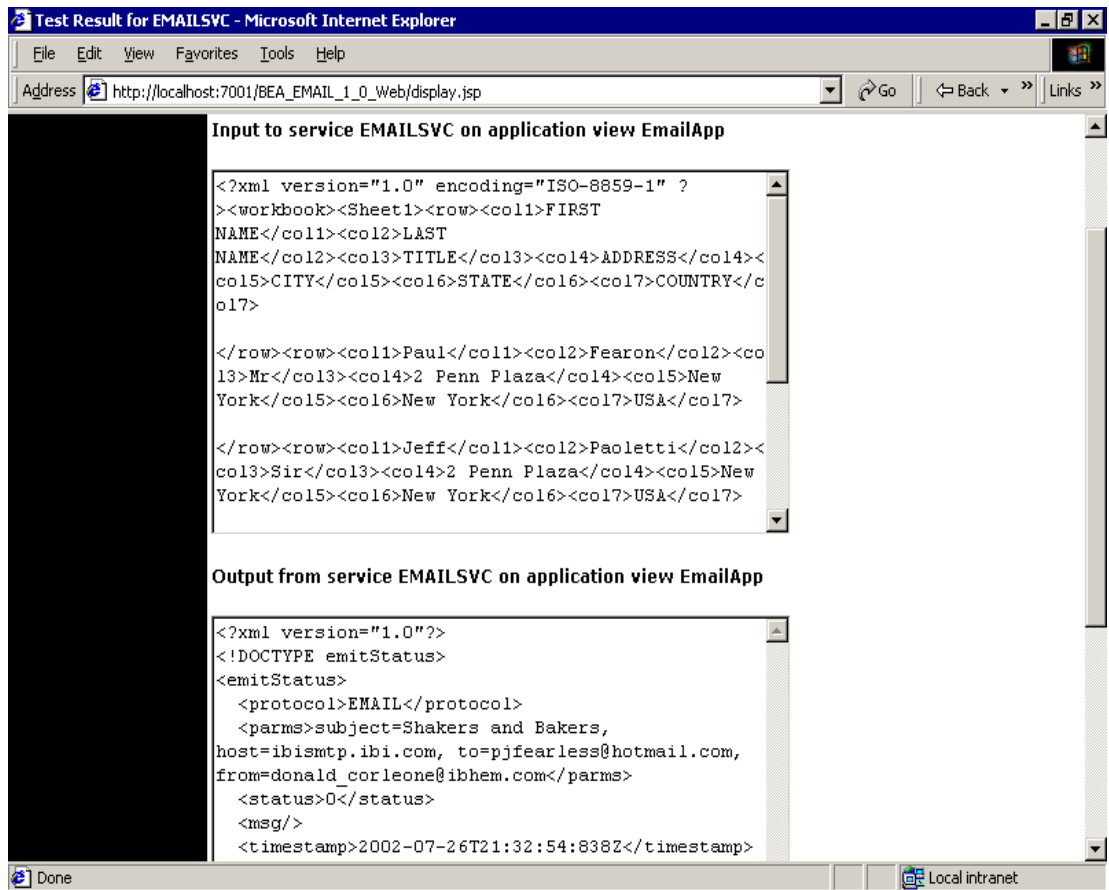 Test Result for EMAILSVC - Microsoft Internet Explorer
File Edit View Favorites Tools Help
Address http://localhost:7001/BEA_EMAIL_1_0_Web/display.jsp Go Back Links »
Input to service EMAILSVC on application view EmailApp
<?xml version="1.0" encoding="ISO-8859-1" ?
><workbook><Sheet1><row><col1>FIRST
NAME</col1><col2>LAST
NAME</col2><col3>TITLE</col3><col4>ADDRESS</col4><
col5>CITY</col5><col6>STATE</col6><col7>COUNTRY</c
ol7>
</row><row><col1>Paul</col1><col2>Fearon</col2><co
l3>Mr</col3><col4>2 Penn Plaza</col4><col5>New
York</col5><col6>New York</col6><col7>USA</col7>
</row><row><col1>Jeff</col1><col2>Paoletti</col2><
col3>Sir</col3><col4>2 Penn Plaza</col4><col5>New
York</col5><col6>New York</col6><col7>USA</col7>
Output from service EMAILSVC on application view EmailApp
<?xml version="1.0"?>
<!DOCTYPE emitStatus>
<emitStatus>
<protocol>EMAIL</protocol>
<parms>subject=Shakers and Bakers,
host=ibismtp.ibi.com, to=pjfearless@hotmail.com,
from=donald_corleone@ibhem.com</parms>
<status>0</status>
<msg/>
<timestamp>2002-07-26T21:32:54:838Z</timestamp>
Done Local intranet